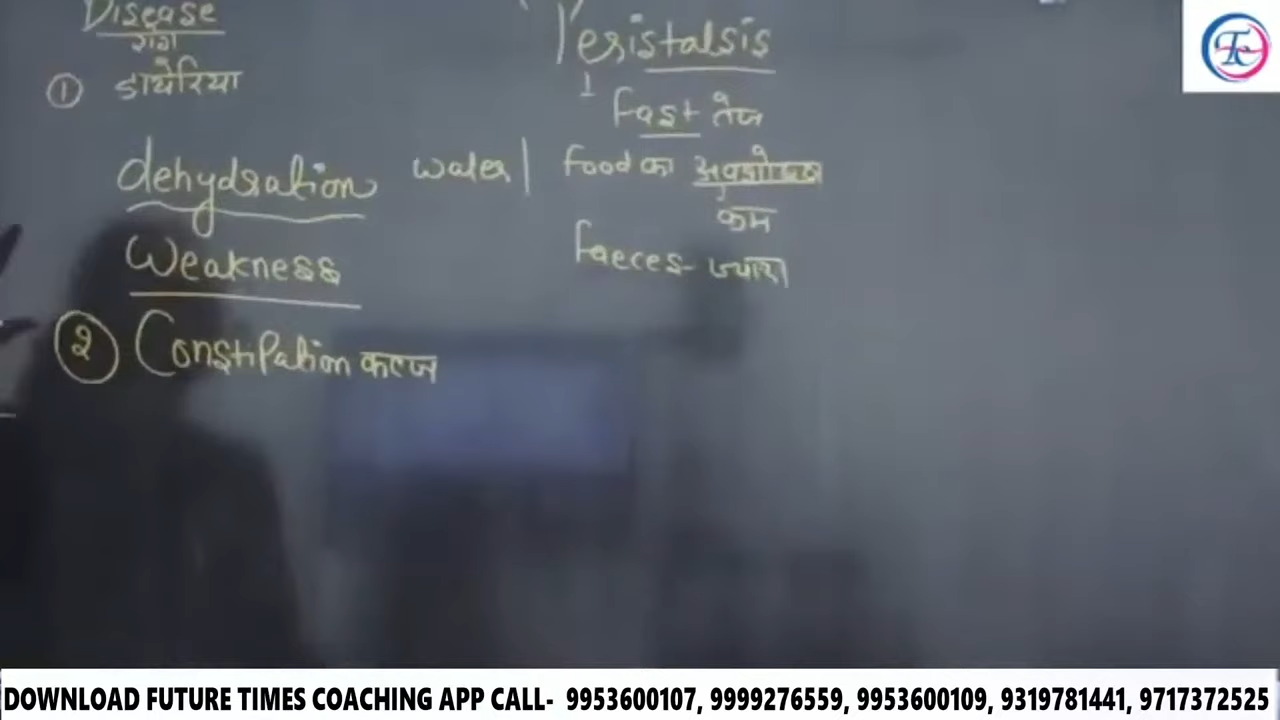 Disease
रोग
① डायेरिया
dehydration
Weakness
② Constipation कब्ज
Peristalsis
fast तेज
water| food का अवशोषण
कम
faeces- ज्यादा
DOWNLOAD FUTURE TIMES COACHING APP CALL- 9953600107, 9999276559, 9953600109, 9319781441, 9717372525